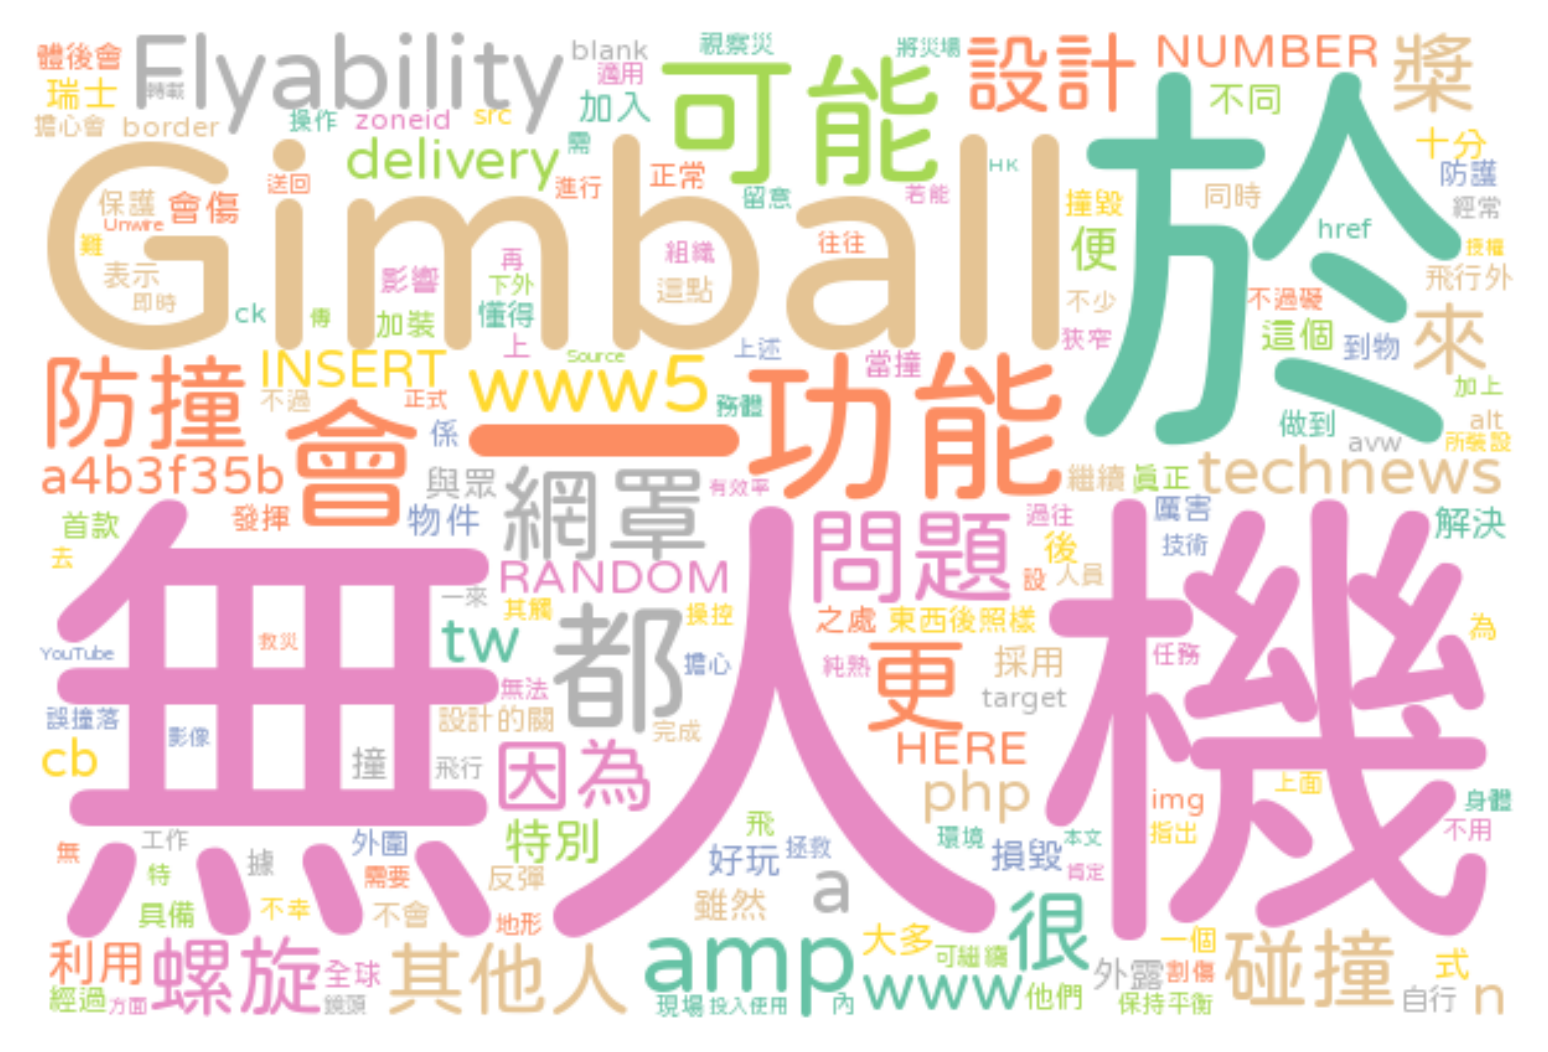 體後會 Flyability blank 視察災 將災場 設計 NUMBER 槳
瑞士 轉載 適用 可能 不同
擔心會 border 操作 zoneid src 加入 於 十分
delivery 需 HK 防護
Gimball
保護 會傷 送回 進行 正常 留意 若能 撞毀 同時 經常
Unwire 難 再 組織 往往 便 href 授權
表示 影響 下外 這點 飛行外
即時 ck 傳 加裝 懂得 不少 不過礙 這個 來
上 Source 上述 當撞 狹窄 到物
防撞 INSERT www5 功能 加上
不過 正式 務體 做到 alt
會 係 一 avw 所裝設
a4b3f35b 與眾 網罩 有效率 繼續 真正 technews
首款 發揮 物件 問題 過往 厲害 解決
去 後 技術
無人機
RANDOM 設 人員
一來 其觸 都 操控 之處 東西後照樣 為
YouTube 救災 tw 擔心 純熟 更 採用 任務
無法 target
誤撞落 影像 設計的關 完成
cb 撞 飛行 因為 HERE 上面
php img 身體
工作 外圍 特別 飛 環境 本文 指出 不用
無 據 好玩 拯救 損毀 肯定
特 需要 反彈 a
具備 不幸 不會 地形 雖然 很
利用 螺旋 全球 其他人 amp 大多 一個 碰撞
可繼續 外露 割傷 式
經過 方面 鏡頭 現場 投入使用 內 www 他們 保持平衡 自行 n